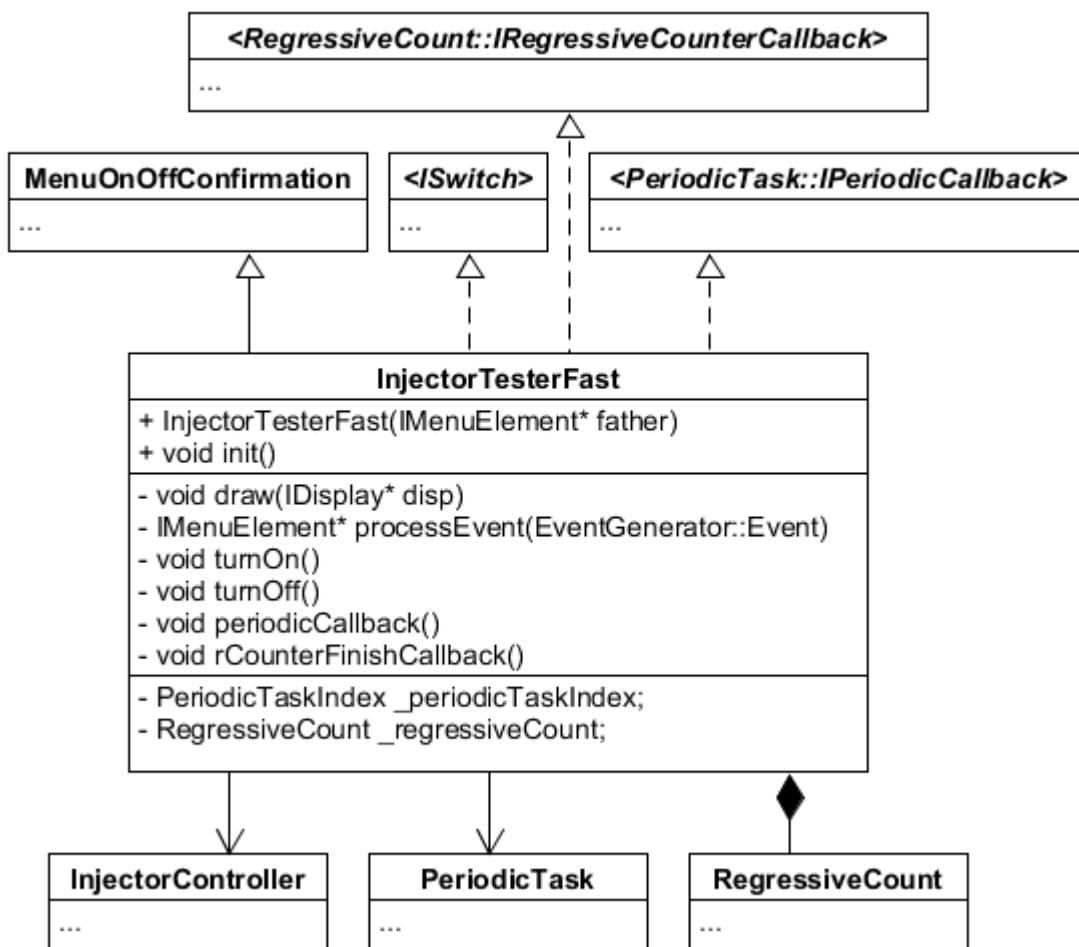 <RegressiveCount::IRegressiveCounterCallback>
...
MenuOnOffConfirmation
...
<ISwitch>
...
<PeriodicTask::IPeriodicCallback>
...
InjectorTesterFast
+ InjectorTesterFast(IMenuElement* father)
+ void init()
- void draw(IDisplay* disp)
- IMenuElement* processEvent(EventGenerator::Event)
- void turnOn()
- void turnOff()
- void periodicCallback()
- void rCounterFinishCallback()
- PeriodicTaskIndex _periodicTaskIndex;
- RegressiveCount _regressiveCount;
InjectorController
...
PeriodicTask
...
RegressiveCount
...